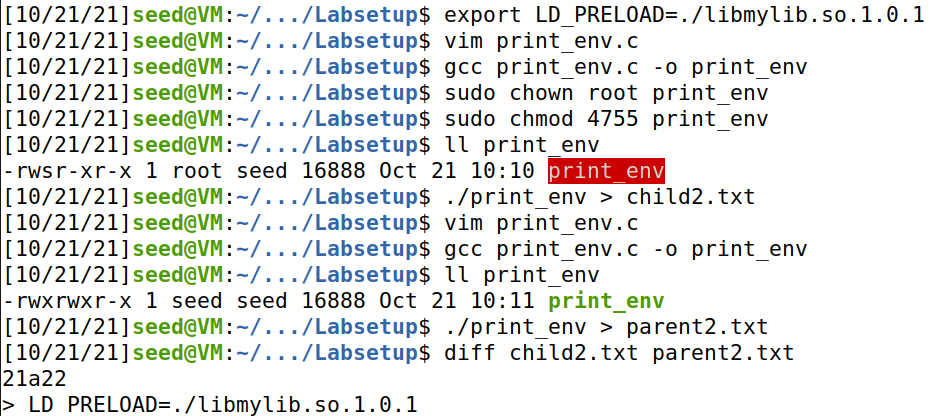 [10/21/21]seed@VM:~/.../Labsetup$ export LD_PRELOAD=./libmylib.so.1.0.1
[10/21/21]seed@VM:~/.../Labsetup$ vim print_env.c
[10/21/21]seed@VM:~/.../Labsetup$ gcc print_env.c -o print_env
[10/21/21]seed@VM:~/.../Labsetup$ sudo chown root print_env
[10/21/21]seed@VM:~/.../Labsetup$ sudo chmod 4755 print_env
[10/21/21]seed@VM:~/.../Labsetup$ ll print_env
-rwsr-xr-x 1 root seed 16888 Oct 21 10:10 print_env
[10/21/21]seed@VM:~/.../Labsetup$ ./print_env > child2.txt
[10/21/21]seed@VM:~/.../Labsetup$ vim print_env.c
[10/21/21]seed@VM:~/.../Labsetup$ gcc print_env.c -o print_env
[10/21/21]seed@VM:~/.../Labsetup$ ll print_env
-rwxrwxr-x 1 seed seed 16888 Oct 21 10:11 print_env
[10/21/21]seed@VM:~/.../Labsetup$ ./print_env > parent2.txt
[10/21/21]seed@VM:~/.../Labsetup$ diff child2.txt parent2.txt
21a22
> LD_PRELOAD=./libmylib.so.1.0.1